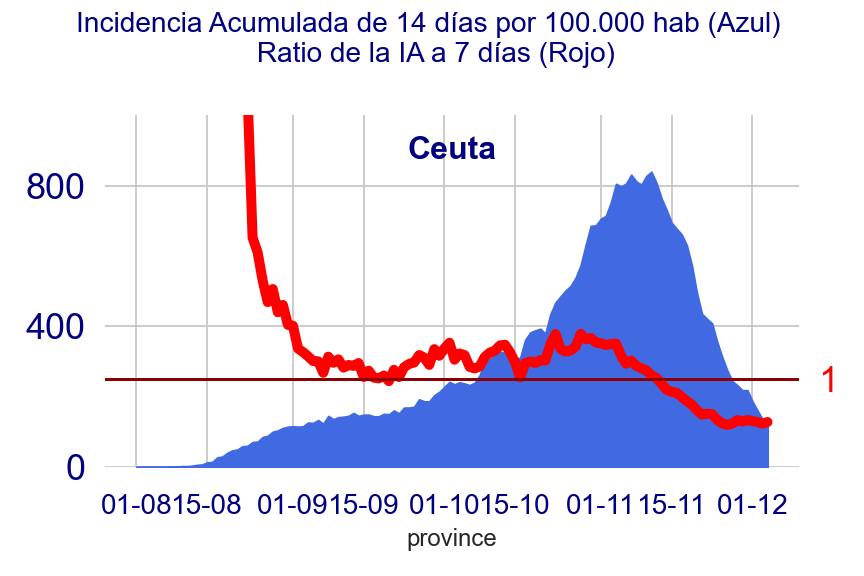 Incidencia Acumulada de 14 días por 100.000 hab (Azul)
Ratio de la IA a 7 días (Rojo)
Ceuta
800
400
1
0
01-08 15-08 01-09 15-09 01-10 15-10 01-11 15-11 01-12
province